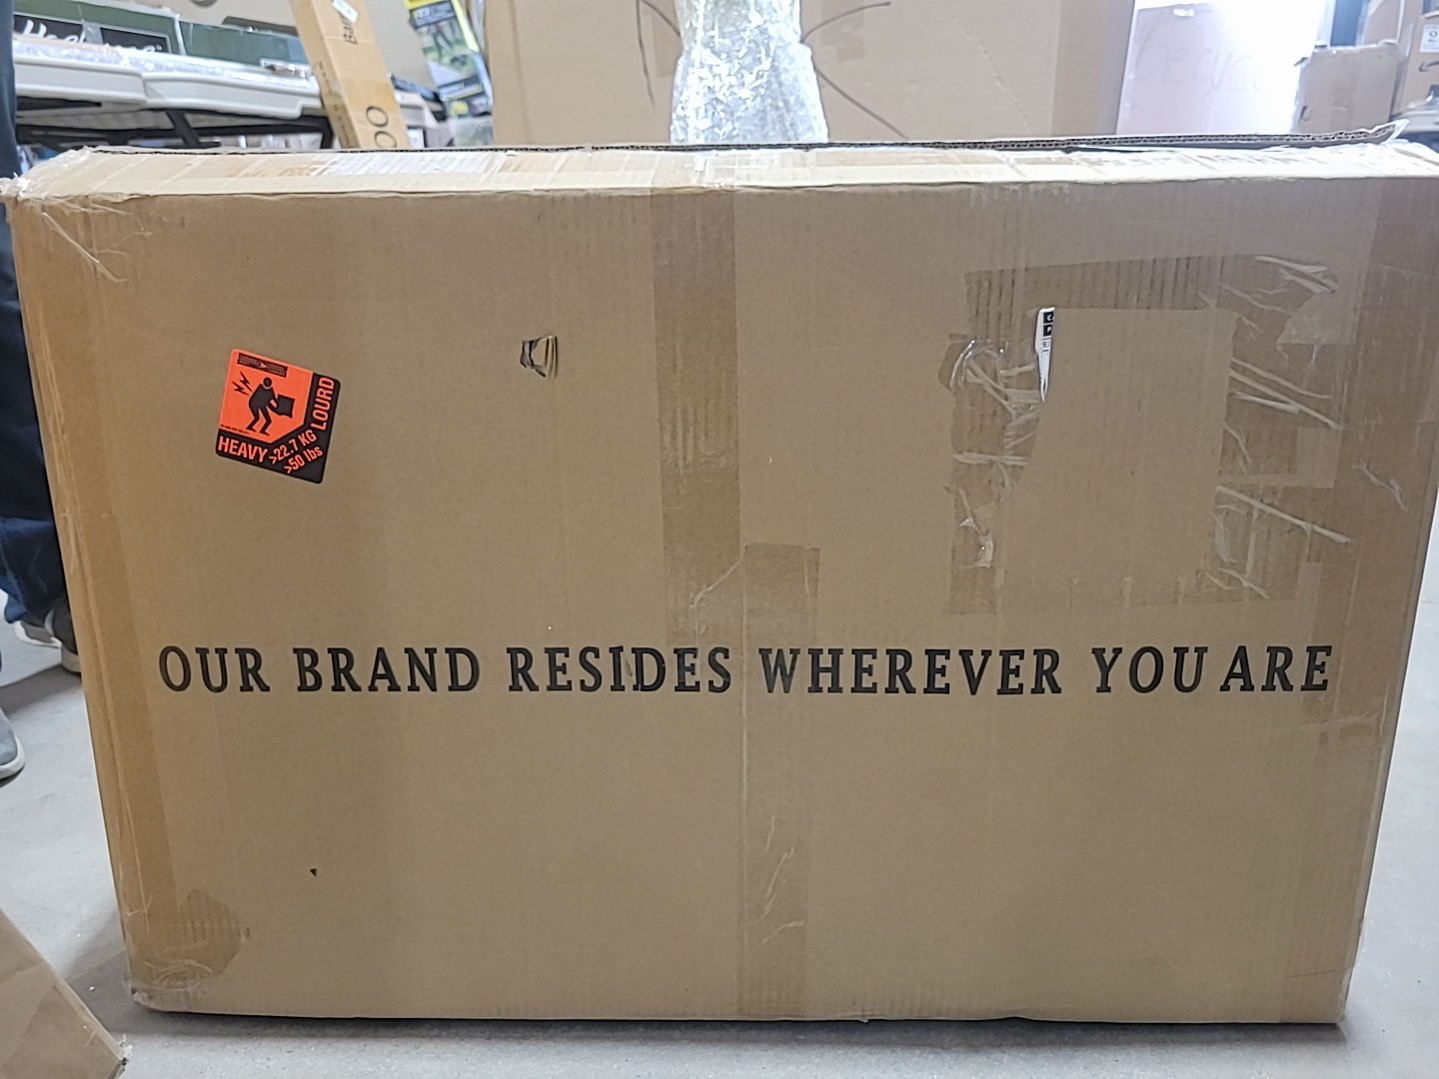 LOURD
HEAVY >22.7 KG
>50 lbs
OUR BRAND RESIDES WHEREVER YOU ARE